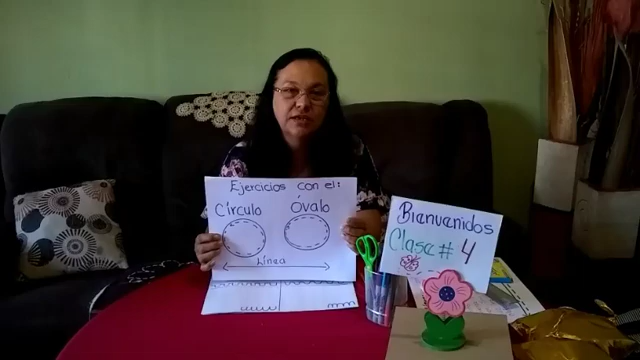 Ejercicios con el:
Círculo Óvalo
Línea
Bienvenidos
Clase # 4